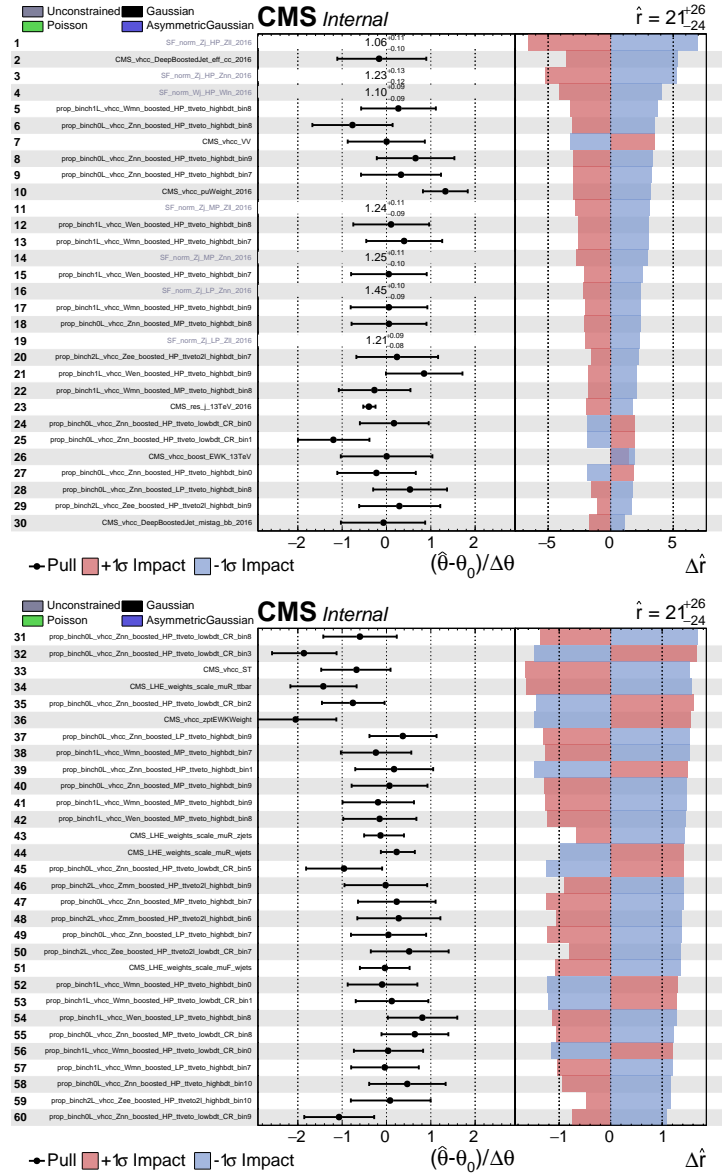 Unconstrained Gaussian
Poisson AsymmetricGaussian
CMS Internal
r̂ = 21 +26 −24
1 SF_norm_Zj_HP_Zll_2016 1.06 +0.11 −0.10
2 CMS_vhcc_DeepBoostedJet_eff_cc_2016
3 SF_norm_Zj_HP_Znn_2016 1.23 +0.13 −0.12
4 SF_norm_Wj_HP_Wln_2016 1.10 +0.09 −0.09
5 prop_binch1L_vhcc_Wmn_boosted_HP_ttveto_highbdt_bin8
6 prop_binch0L_vhcc_Znn_boosted_HP_ttveto_highbdt_bin8
7 CMS_vhcc_VV
8 prop_binch0L_vhcc_Znn_boosted_HP_ttveto_highbdt_bin9
9 prop_binch0L_vhcc_Znn_boosted_HP_ttveto_highbdt_bin7
10 CMS_vhcc_puWeight_2016
11 SF_norm_Zj_MP_Zll_2016 1.24 +0.11 −0.09
12 prop_binch1L_vhcc_Wen_boosted_HP_ttveto_highbdt_bin8
13 prop_binch1L_vhcc_Wmn_boosted_HP_ttveto_highbdt_bin7
14 SF_norm_Zj_MP_Znn_2016 1.25 +0.11 −0.10
15 prop_binch1L_vhcc_Wen_boosted_HP_ttveto_highbdt_bin7
16 SF_norm_Zj_LP_Znn_2016 1.45 +0.10 −0.09
17 prop_binch1L_vhcc_Wmn_boosted_HP_ttveto_highbdt_bin9
18 prop_binch0L_vhcc_Znn_boosted_MP_ttveto_highbdt_bin8
19 SF_norm_Zj_LP_Zll_2016 1.21 +0.09 −0.08
20 prop_binch2L_vhcc_Zee_boosted_HP_ttveto2l_highbdt_bin7
21 prop_binch1L_vhcc_Wen_boosted_HP_ttveto_highbdt_bin9
22 prop_binch1L_vhcc_Wmn_boosted_MP_ttveto_highbdt_bin8
23 CMS_res_j_13TeV_2016
24 prop_binch0L_vhcc_Znn_boosted_HP_ttveto_lowbdt_CR_bin0
25 prop_binch0L_vhcc_Znn_boosted_HP_ttveto_lowbdt_CR_bin1
26 CMS_vhcc_boost_EWK_13TeV
27 prop_binch0L_vhcc_Znn_boosted_HP_ttveto_highbdt_bin0
28 prop_binch0L_vhcc_Znn_boosted_LP_ttveto_highbdt_bin8
29 prop_binch2L_vhcc_Zee_boosted_HP_ttveto2l_highbdt_bin9
30 CMS_vhcc_DeepBoostedJet_mistag_bb_2016
−2 −1 0 1 2 −5 0 5
Pull +1σ Impact -1σ Impact (θ̂-θ0)/Δθ Δr̂
Unconstrained Gaussian
Poisson AsymmetricGaussian
CMS Internal
r̂ = 21 +26 −24
31 prop_binch0L_vhcc_Znn_boosted_HP_ttveto_lowbdt_CR_bin8
32 prop_binch0L_vhcc_Znn_boosted_HP_ttveto_lowbdt_CR_bin3
33 CMS_vhcc_ST
34 CMS_LHE_weights_scale_muR_ttbar
35 prop_binch0L_vhcc_Znn_boosted_HP_ttveto_lowbdt_CR_bin2
36 CMS_vhcc_zptEWKWeight
37 prop_binch0L_vhcc_Znn_boosted_LP_ttveto_highbdt_bin9
38 prop_binch1L_vhcc_Wmn_boosted_MP_ttveto_highbdt_bin7
39 prop_binch0L_vhcc_Znn_boosted_HP_ttveto_highbdt_bin1
40 prop_binch0L_vhcc_Znn_boosted_MP_ttveto_highbdt_bin9
41 prop_binch1L_vhcc_Wmn_boosted_MP_ttveto_highbdt_bin9
42 prop_binch1L_vhcc_Wen_boosted_MP_ttveto_highbdt_bin8
43 CMS_LHE_weights_scale_muR_zjets
44 CMS_LHE_weights_scale_muR_wjets
45 prop_binch0L_vhcc_Znn_boosted_HP_ttveto_lowbdt_CR_bin5
46 prop_binch2L_vhcc_Zmm_boosted_HP_ttveto2l_highbdt_bin9
47 prop_binch0L_vhcc_Znn_boosted_MP_ttveto_highbdt_bin7
48 prop_binch2L_vhcc_Zmm_boosted_HP_ttveto2l_highbdt_bin6
49 prop_binch0L_vhcc_Znn_boosted_LP_ttveto_highbdt_bin7
50 prop_binch2L_vhcc_Zee_boosted_HP_ttveto2l_lowbdt_CR_bin7
51 CMS_LHE_weights_scale_muF_wjets
52 prop_binch1L_vhcc_Wmn_boosted_HP_ttveto_highbdt_bin0
53 prop_binch1L_vhcc_Wmn_boosted_HP_ttveto_lowbdt_CR_bin1
54 prop_binch1L_vhcc_Wen_boosted_LP_ttveto_highbdt_bin8
55 prop_binch0L_vhcc_Znn_boosted_MP_ttveto_lowbdt_CR_bin8
56 prop_binch1L_vhcc_Wmn_boosted_HP_ttveto_lowbdt_CR_bin0
57 prop_binch1L_vhcc_Wmn_boosted_LP_ttveto_highbdt_bin7
58 prop_binch0L_vhcc_Znn_boosted_HP_ttveto_highbdt_bin10
59 prop_binch2L_vhcc_Zee_boosted_HP_ttveto2l_highbdt_bin10
60 prop_binch0L_vhcc_Znn_boosted_HP_ttveto_lowbdt_CR_bin9
−2 −1 0 1 2 −1 0 1
Pull +1σ Impact -1σ Impact (θ̂-θ0)/Δθ Δr̂